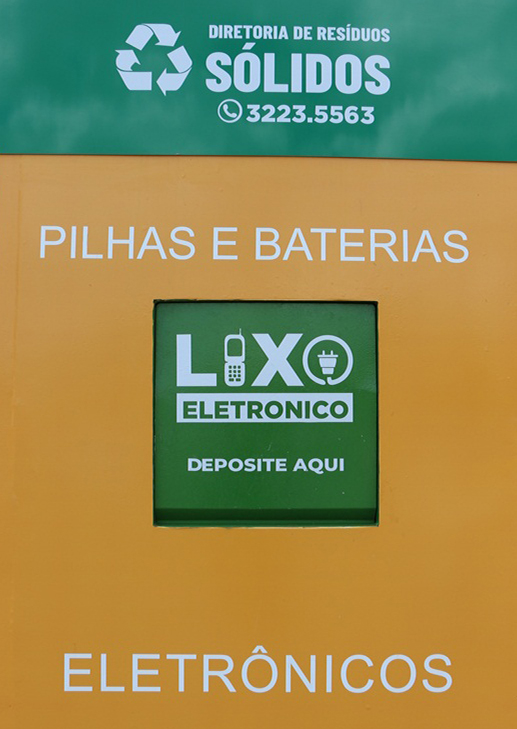 DIRETORIA DE RESÍDUOS
SÓLIDOS
3223.5563
PILHAS E BATERIAS
LIXO
ELETRONICO
DEPOSITE AQUI
ELETRÔNICOS